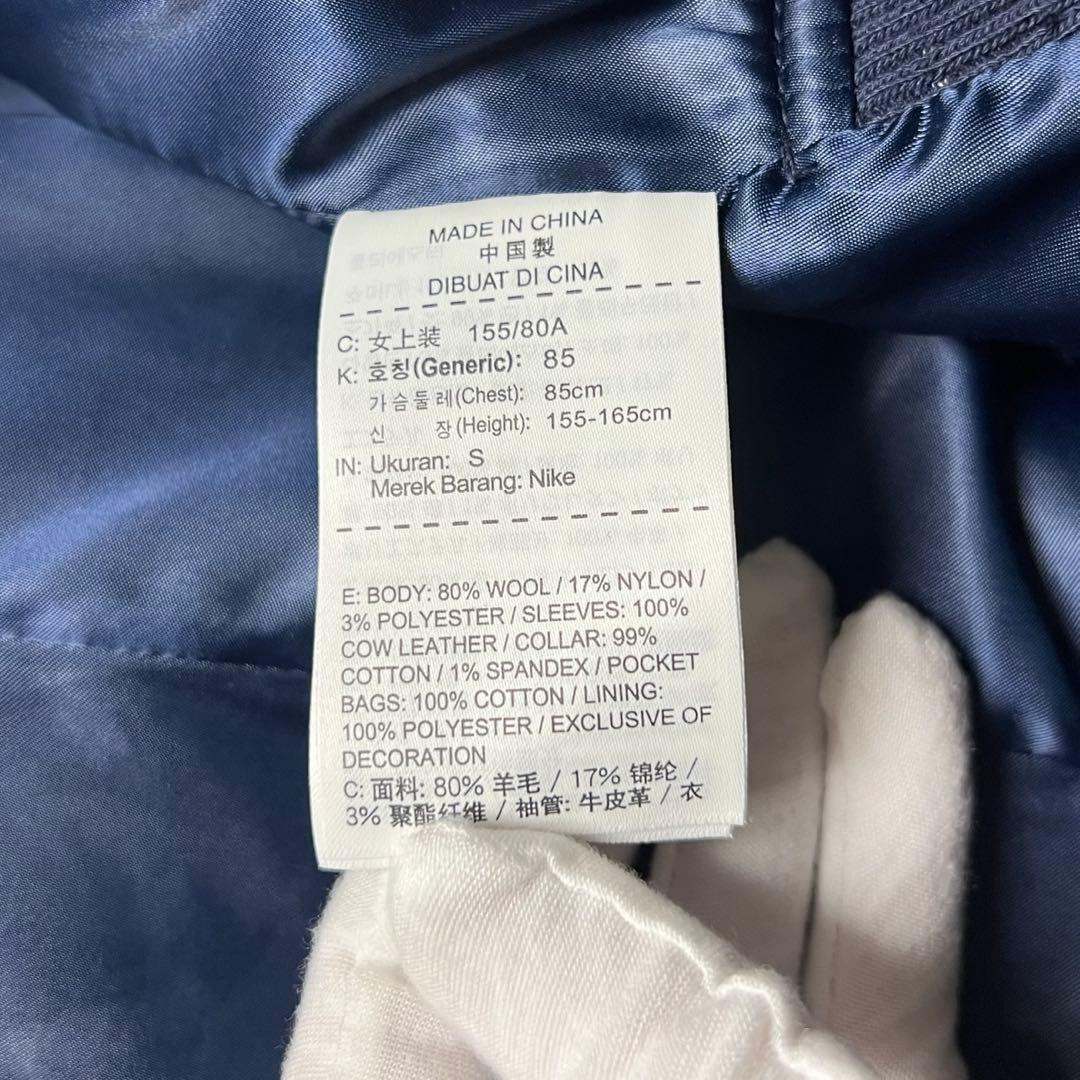 MADE IN CHINA
中国製
DIBUAT DI CINA
C: 女上装 155/80A
K: 호칭(Generic): 85
가슴둘레(Chest): 85cm
신 장(Height): 155-165cm
IN: Ukuran: S
Merek Barang: Nike
E: BODY: 80% WOOL / 17% NYLON /
3% POLYESTER / SLEEVES: 100%
COW LEATHER / COLLAR: 99%
COTTON / 1% SPANDEX / POCKET
BAGS: 100% COTTON / LINING:
100% POLYESTER / EXCLUSIVE OF
DECORATION
C: 面料: 80% 羊毛 / 17% 锦纶 /
3% 聚酯纤维 / 袖管: 牛皮革 / 衣